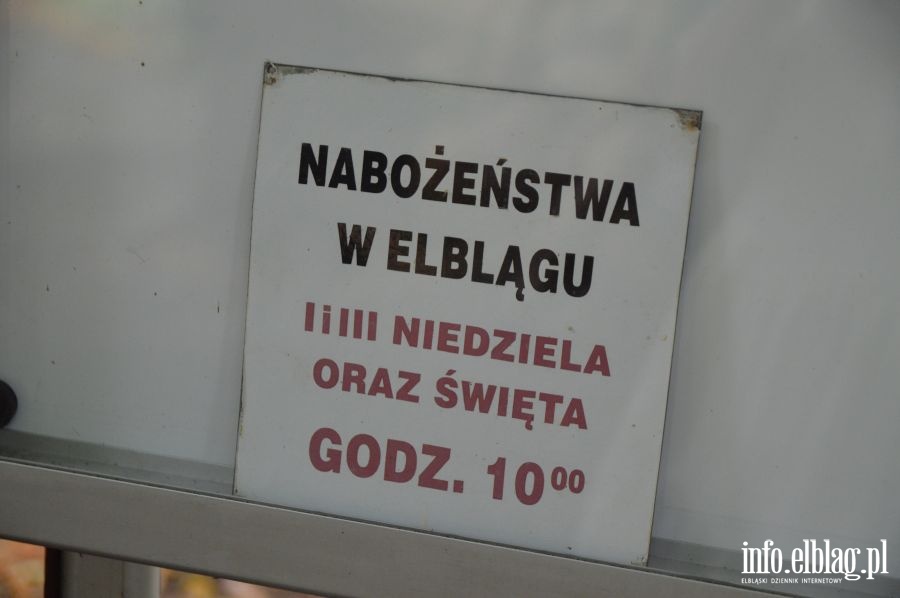 NABOŻEŃSTWA
W ELBLĄGU
I i III NIEDZIELA
ORAZ ŚWIĘTA
GODZ. 10⁰⁰
info.elblag.pl
ELBLĄSKI DZIENNIK INTERNETOWY